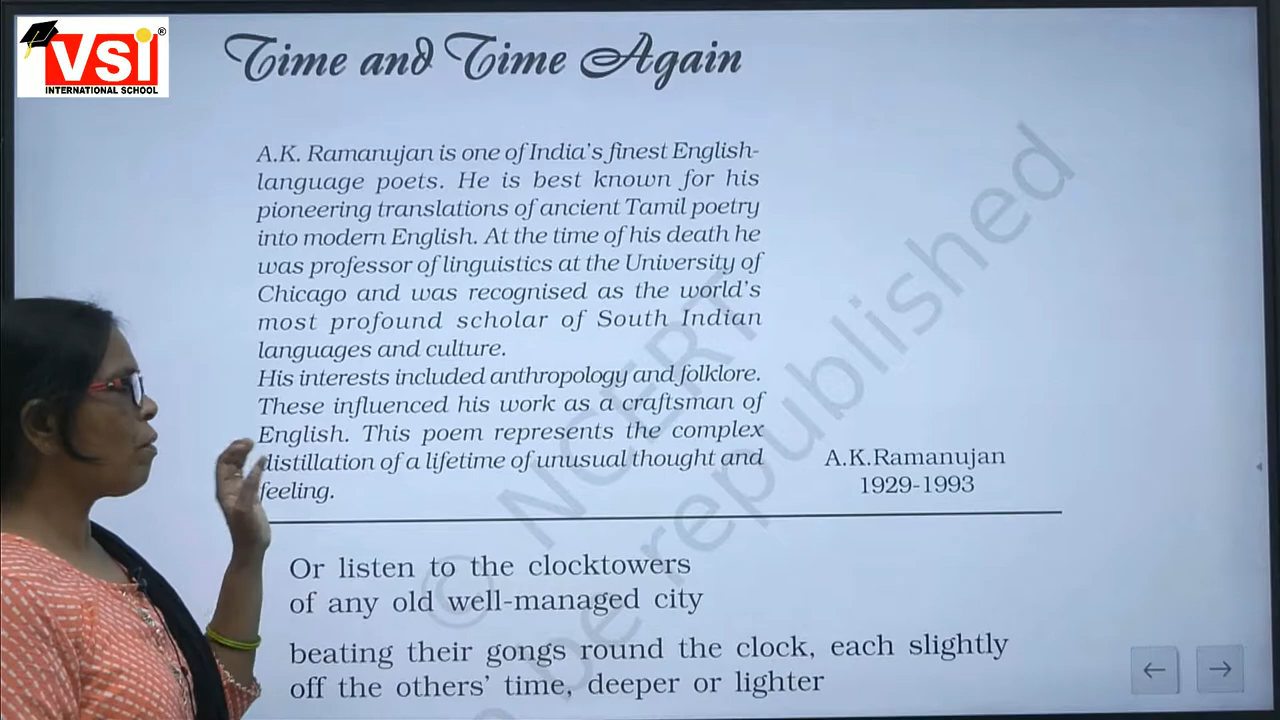 VSI®
INTERNATIONAL SCHOOL
Time and Time Again
A.K. Ramanujan is one of India's finest English-
language poets. He is best known for his
pioneering translations of ancient Tamil poetry
into modern English. At the time of his death he
was professor of linguistics at the University of
Chicago and was recognised as the world's
most profound scholar of South Indian
languages and culture.
His interests included anthropology and folklore.
These influenced his work as a craftsman of
English. This poem represents the complex
distillation of a lifetime of unusual thought and
feeling.
A.K.Ramanujan
1929-1993
Or listen to the clocktowers
of any old well-managed city
beating their gongs round the clock, each slightly
off the others' time, deeper or lighter
© NCERT
be republished